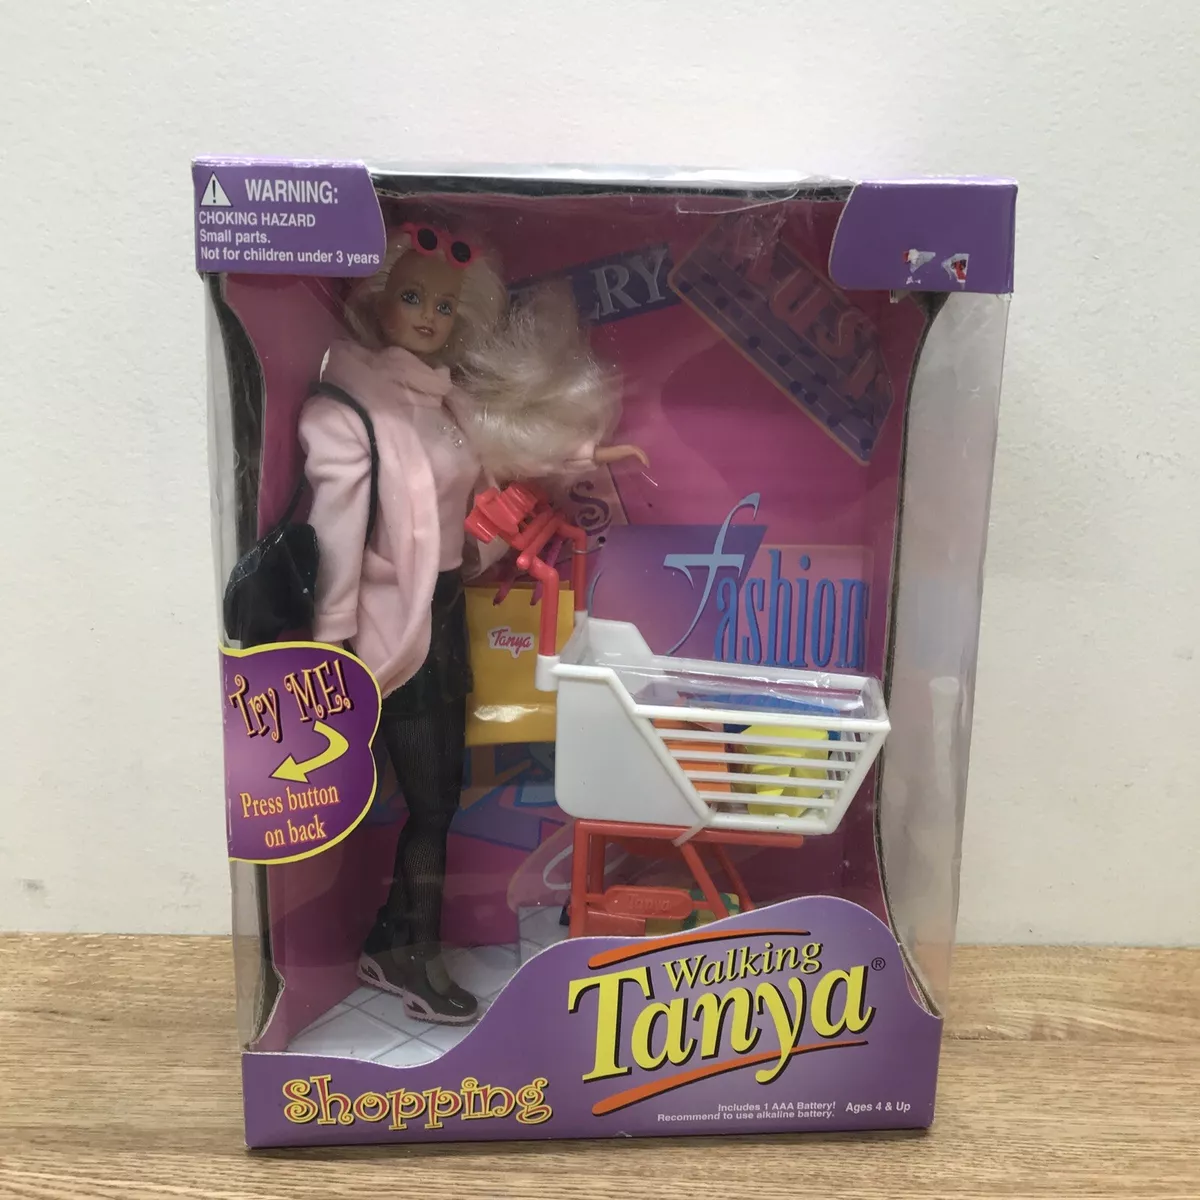 WARNING:
CHOKING HAZARD
Small parts.
Not for children under 3 years
fashion
Tanya
Try ME!
Press button
on back
Tanya
Walking
Tanya®
Shopping
Includes 1 AAA Battery!
Recommend to use alkaline battery.
Ages 4 & Up